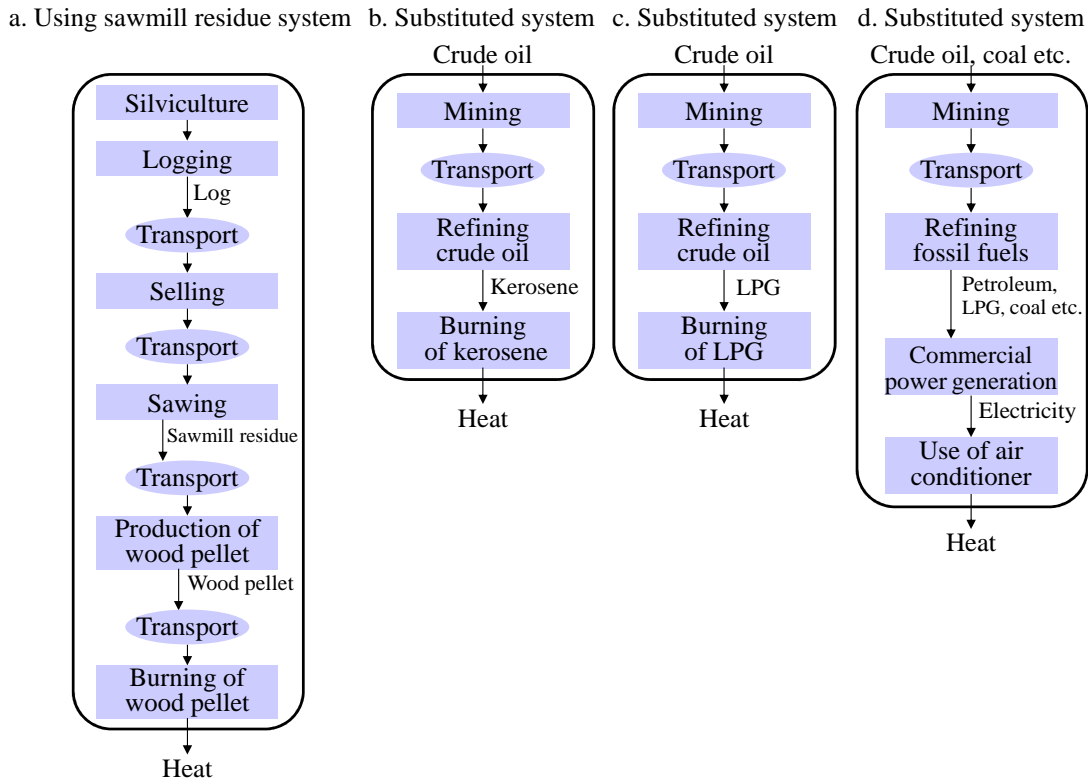 a. Using sawmill residue system
Silviculture
Logging
Log
Transport
Selling
Transport
Sawing
Sawmill residue
Transport
Production of
wood pellet
Wood pellet
Transport
Burning of
wood pellet
Heat
b. Substituted system
Crude oil
Mining
Transport
Refining
crude oil
Kerosene
Burning
of kerosene
Heat
c. Substituted system
Crude oil
Mining
Transport
Refining
crude oil
LPG
Burning
of LPG
Heat
d. Substituted system
Crude oil, coal etc.
Mining
Transport
Refining
fossil fuels
Petroleum,
LPG, coal etc.
Commercial
power generation
Electricity
Use of air
conditioner
Heat